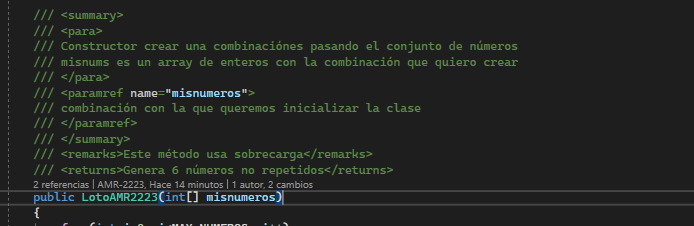 /// <summary>
/// <para>
/// Constructor crear una combinaciónes pasando el conjunto de números
/// misnums es un array de enteros con la combinación que quiero crear
/// </para>
/// <paramref name="misnumeros">
/// combinación con la que queremos inicializar la clase
/// </paramref>
/// </summary>
/// <remarks>Este método usa sobrecarga</remarks>
/// <returns>Genera 6 números no repetidos</returns>
2 referencias | AMR-2223, Hace 14 minutos | 1 autor, 2 cambios
public LotoAMR2223(int[] misnumeros)
{